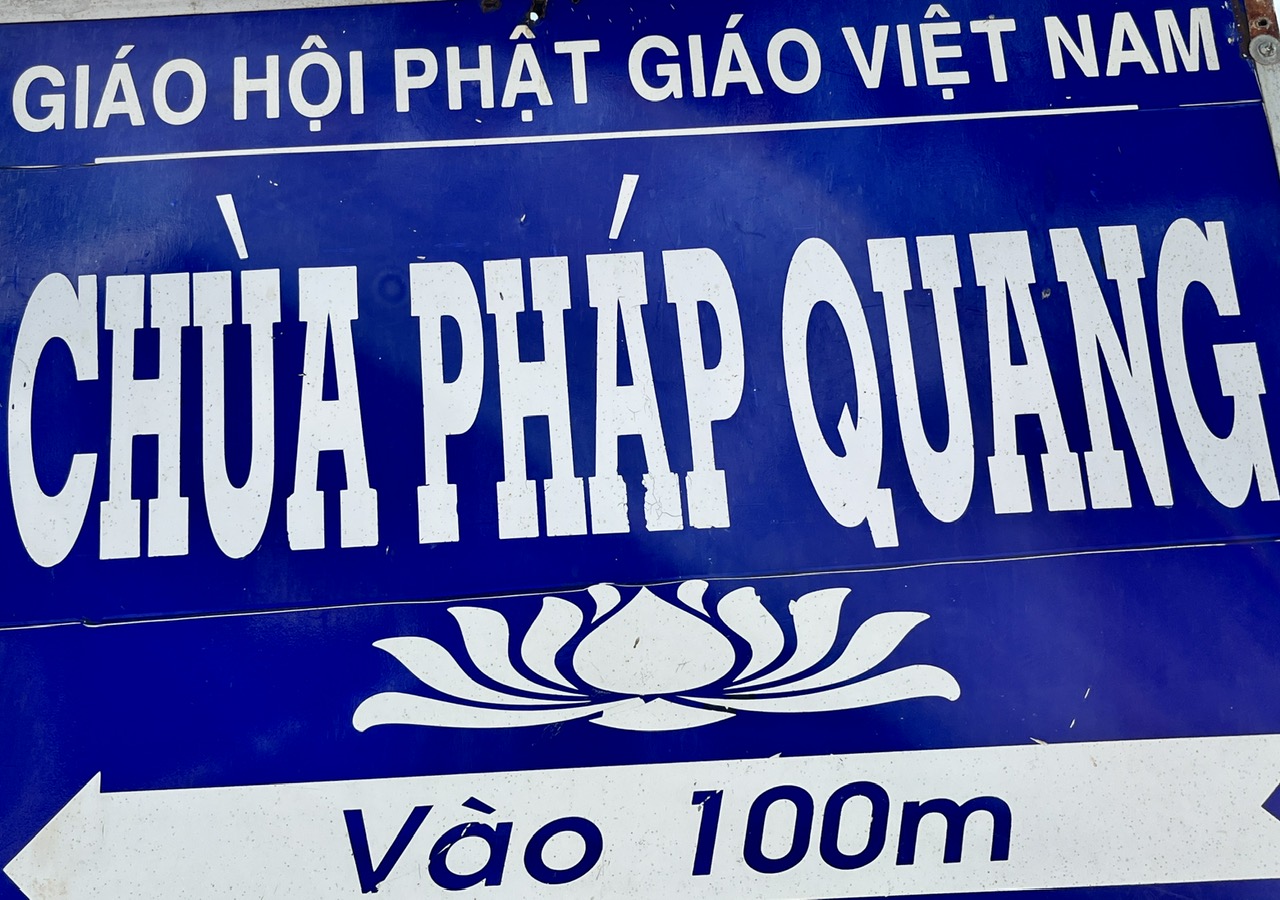 GIÁO HỘI PHẬT GIÁO VIỆT NAM
CHÙA PHÁP QUANG
Vào 100m